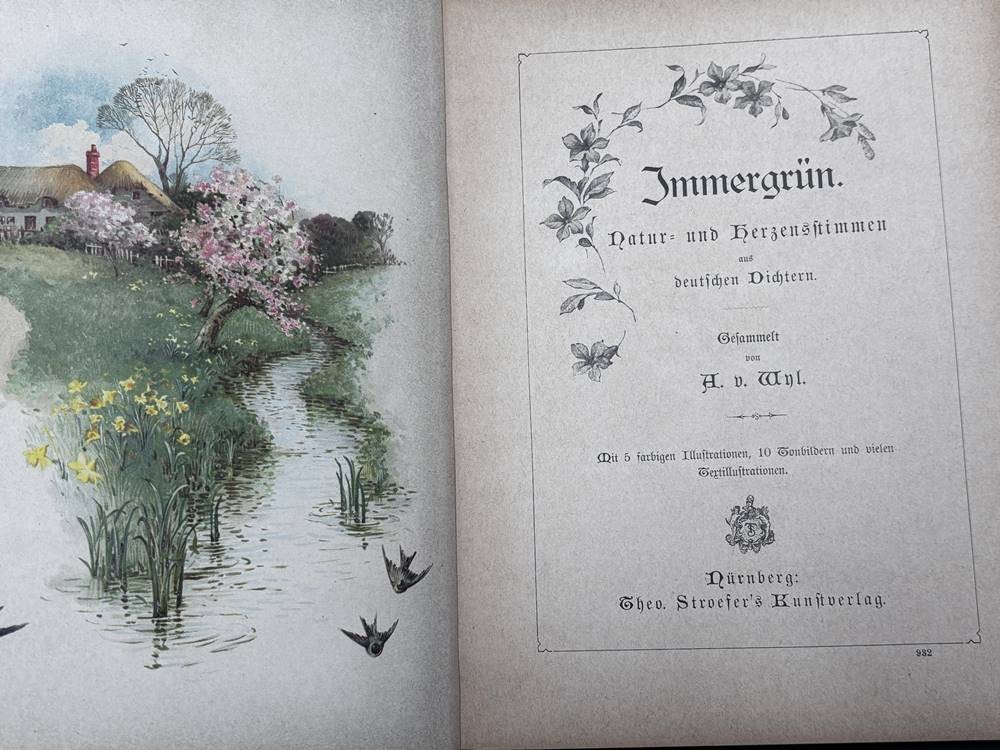 Immergrün.
Natur- und Herzensstimmen
aus
deutschen Dichtern.
Gesammelt
von
A. v. Wyl.
Mit 5 farbigen Illustrationen, 10 Tonbildern und vielen
Textillustrationen.
TS
Nürnberg:
Theo. Stroefer's Kunstverlag.
932